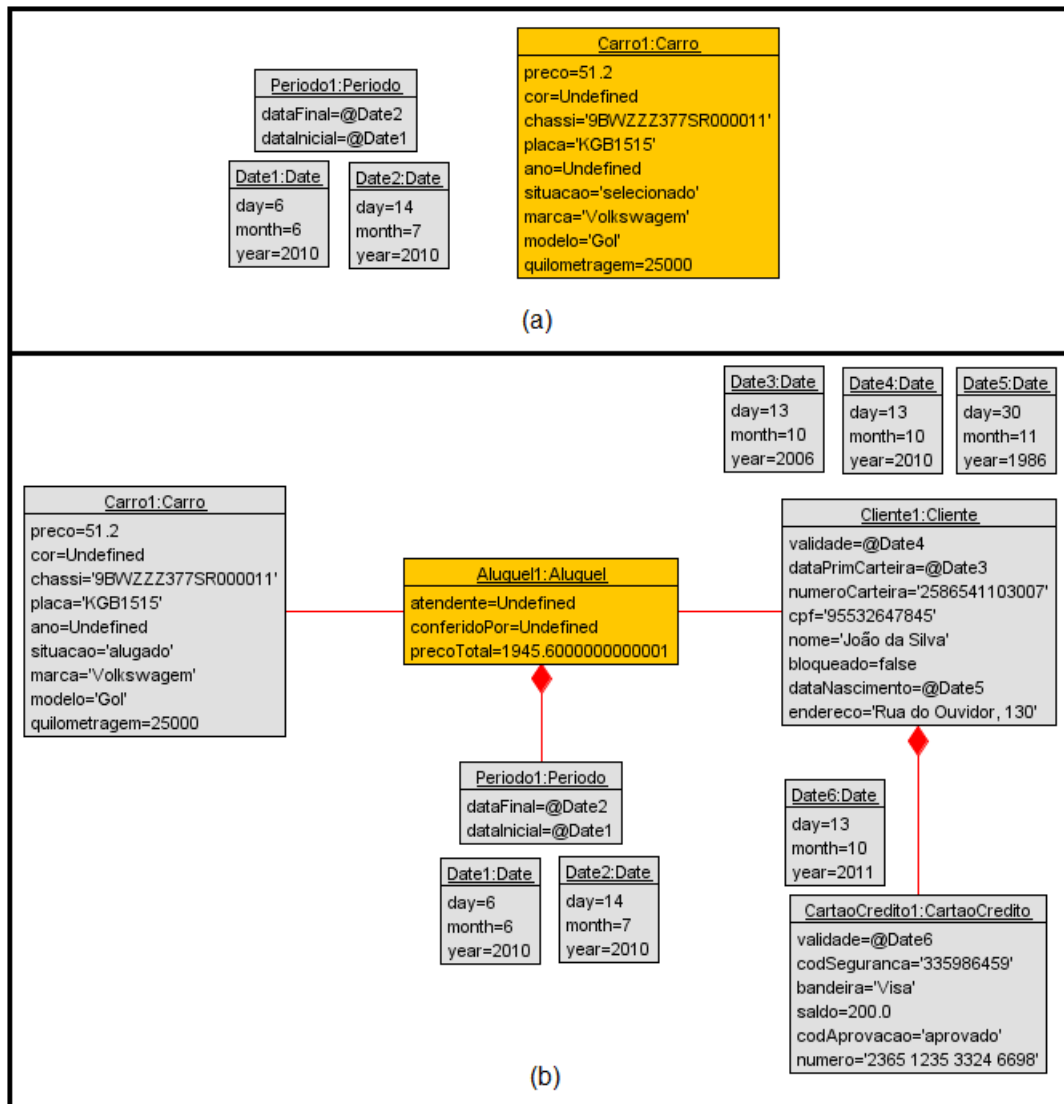 Carro1:Carro
preco=51.2
cor=Undefined
chassi='9BWZZZ377SR000011'
placa='KGB1515'
ano=Undefined
situacao='selecionado'
marca='Volkswagem'
modelo='Gol'
quilometragem=25000
Periodo1:Periodo
dataFinal=@Date2
dataInicial=@Date1
Date1:Date
day=6
month=6
year=2010
Date2:Date
day=14
month=7
year=2010
(a)
Date3:Date
day=13
month=10
year=2006
Date4:Date
day=13
month=10
year=2010
Date5:Date
day=30
month=11
year=1986
Carro1:Carro
preco=51.2
cor=Undefined
chassi='9BWZZZ377SR000011'
placa='KGB1515'
ano=Undefined
situacao='alugado'
marca='Volkswagem'
modelo='Gol'
quilometragem=25000
Aluguel1:Aluguel
atendente=Undefined
conferidoPor=Undefined
precoTotal=1945.6000000000001
Cliente1:Cliente
validade=@Date4
dataPrimCarteira=@Date3
numeroCarteira='2586541103007'
cpf='95532647845'
nome='João da Silva'
bloqueado=false
dataNascimento=@Date5
endereco='Rua do Ouvidor, 130'
Periodo1:Periodo
dataFinal=@Date2
dataInicial=@Date1
Date1:Date
day=6
month=6
year=2010
Date2:Date
day=14
month=7
year=2010
Date6:Date
day=13
month=10
year=2011
CartaoCredito1:CartaoCredito
validade=@Date6
codSeguranca='335986459'
bandeira='Visa'
saldo=200.0
codAprovacao='aprovado'
numero='2365 1235 3324 6698'
(b)